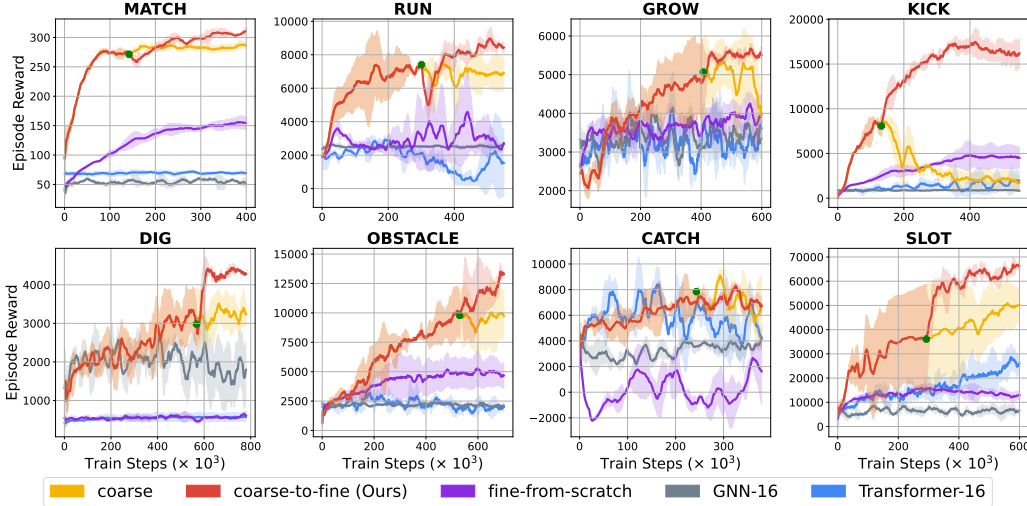 MATCH RUN GROW KICK
Episode Reward
300
250
200
150
100
50
0 100 200 300 400
10000
8000
6000
4000
2000
0
0 200 400
6000
5000
4000
3000
2000
0 200 400 600
20000
15000
10000
5000
0
0 200 400
DIG OBSTACLE CATCH SLOT
Episode Reward
4000
3000
2000
1000
0 200 400 600 800
Train Steps (× 10³)
15000
12500
10000
7500
5000
2500
0
0 200 400 600
Train Steps (× 10³)
10000
8000
6000
4000
2000
0
−2000
100 200 300
Train Steps (× 10³)
70000
60000
50000
40000
30000
20000
10000
0
0 200 400 600
Train Steps (× 10³)
coarse coarse-to-fine (Ours) fine-from-scratch GNN-16 Transformer-16